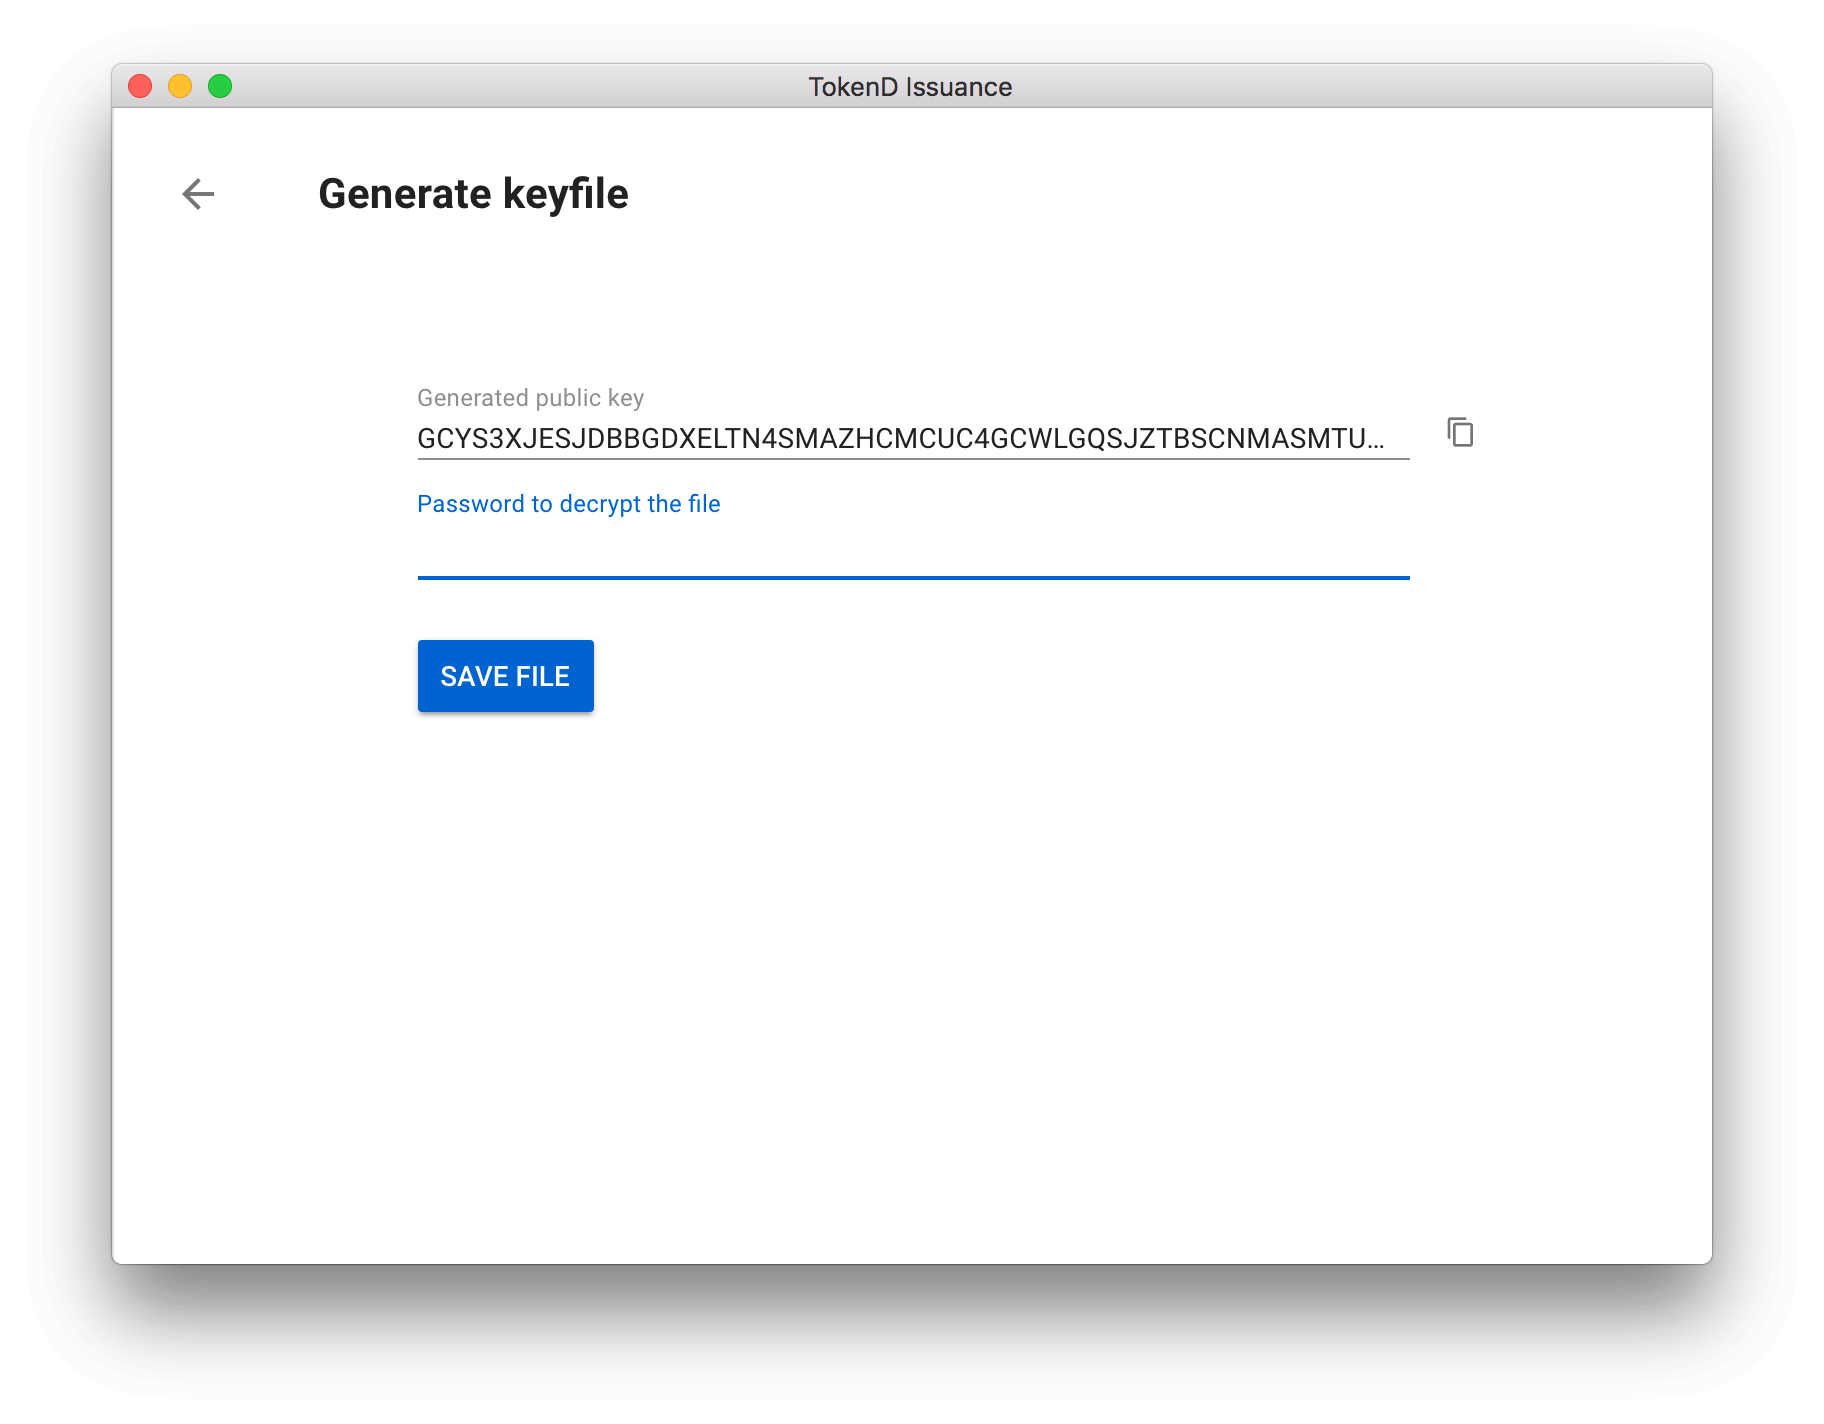 TokenD Issuance
Generate keyfile
Generated public key
GCYS3XJESJDBBGDXELTN4SMAZHCMCUC4GCWLGQSJZTBSCNMASMTU...
Password to decrypt the file
SAVE FILE